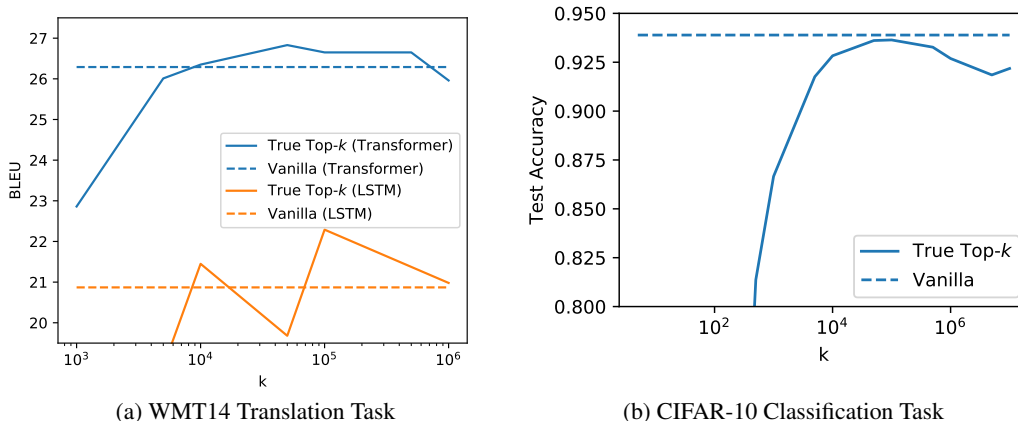 27
26
25
24
23
22
21
20
BLEU
True Top-k (Transformer)
Vanilla (Transformer)
True Top-k (LSTM)
Vanilla (LSTM)
10^3
10^4
10^5
10^6
k
(a) WMT14 Translation Task
0.950
0.925
0.900
0.875
0.850
0.825
0.800
Test Accuracy
True Top-k
Vanilla
10^2
10^4
10^6
k
(b) CIFAR-10 Classification Task